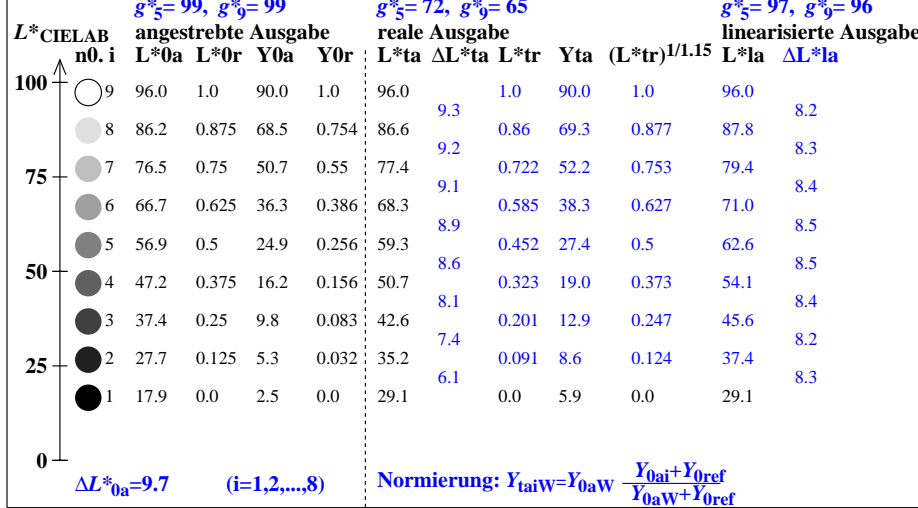 g*5= 99, g*9= 99 g*5= 72, g*9= 65 g*5= 97, g*9= 96
L*CIELAB angestrebte Ausgabe reale Ausgabe linearisierte Ausgabe
n0. i L*0a L*0r Y0a Y0r L*ta ΔL*ta L*tr Yta (L*tr)1/1.15 L*la ΔL*la
100 9 96.0 1.0 90.0 1.0 96.0 1.0 90.0 1.0 96.0
9.3 8.2
8 86.2 0.875 68.5 0.754 86.6 0.86 69.3 0.877 87.8
9.2 8.3
7 76.5 0.75 50.7 0.55 77.4 0.722 52.2 0.753 79.4
75 9.1 8.4
6 66.7 0.625 36.3 0.386 68.3 0.585 38.3 0.627 71.0
8.9 8.5
5 56.9 0.5 24.9 0.256 59.3 0.452 27.4 0.5 62.6
50 8.6 8.5
4 47.2 0.375 16.2 0.156 50.7 0.323 19.0 0.373 54.1
8.1 8.4
3 37.4 0.25 9.8 0.083 42.6 0.201 12.9 0.247 45.6
7.4 8.2
2 27.7 0.125 5.3 0.032 35.2 0.091 8.6 0.124 37.4
25 6.1 8.3
1 17.9 0.0 2.5 0.0 29.1 0.0 5.9 0.0 29.1
0
ΔL*0a=9.7 (i=1,2,...,8) Normierung: YtaiW=Y0aW Y0ai+Y0ref
Y0aW+Y0ref